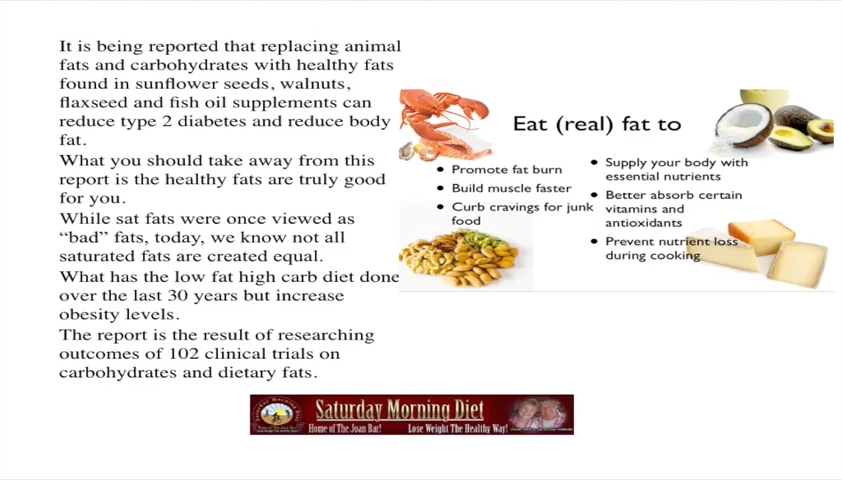 It is being reported that replacing animal
fats and carbohydrates with healthy fats
found in sunflower seeds, walnuts,
flaxseed and fish oil supplements can
reduce type 2 diabetes and reduce body
fat.
What you should take away from this
report is the healthy fats are truly good
for you.
While sat fats were once viewed as
“bad” fats, today, we know not all
saturated fats are created equal.
What has the low fat high carb diet done
over the last 30 years but increase
obesity levels.
The report is the result of researching
outcomes of 102 clinical trials on
carbohydrates and dietary fats.
Eat (real) fat to
• Promote fat burn
• Build muscle faster
• Curb cravings for junk
food
• Supply your body with
essential nutrients
• Better absorb certain
vitamins and
antioxidants
• Prevent nutrient loss
during cooking
Saturday Morning Diet
Home of The Joan Bar! Lose Weight The Healthy Way!